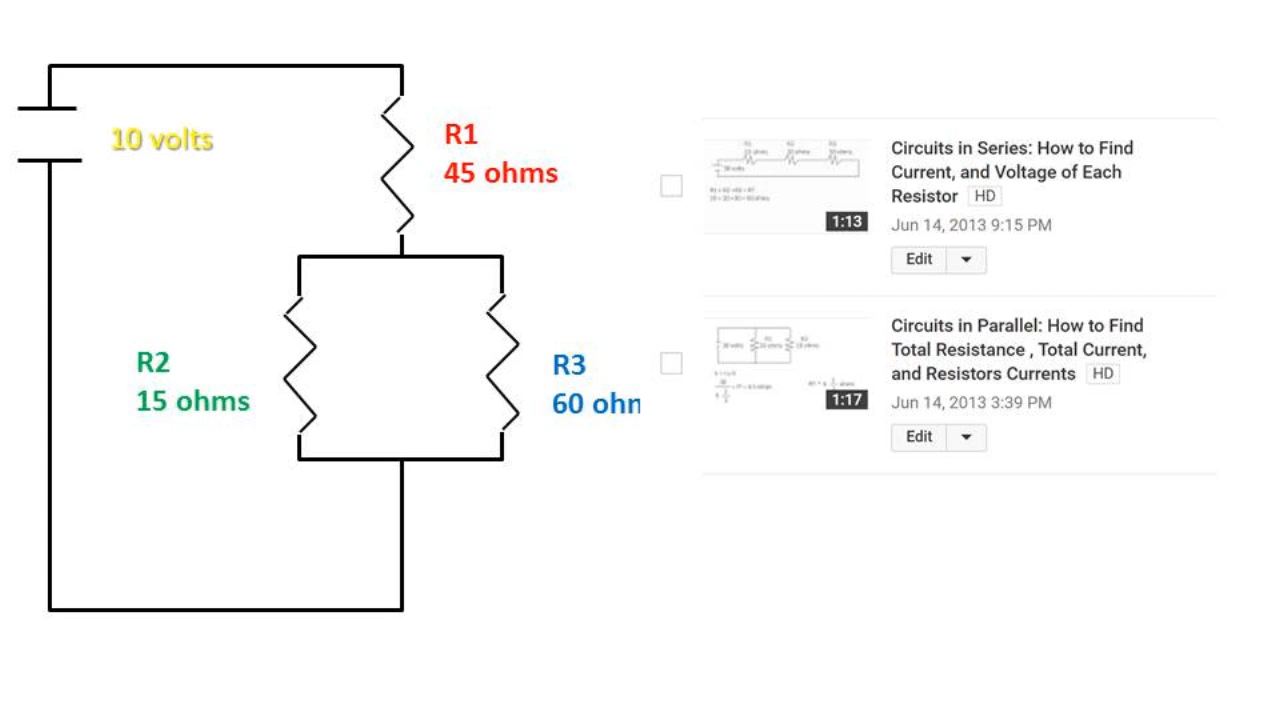 10 volts
R1
45 ohms
R2
15 ohms
R3
60 ohn
1:13
Circuits in Series: How to Find
Current, and Voltage of Each
Resistor HD
Jun 14, 2013 9:15 PM
Edit
1:17
Circuits in Parallel: How to Find
Total Resistance , Total Current,
and Resistors Currents HD
Jun 14, 2013 3:39 PM
Edit